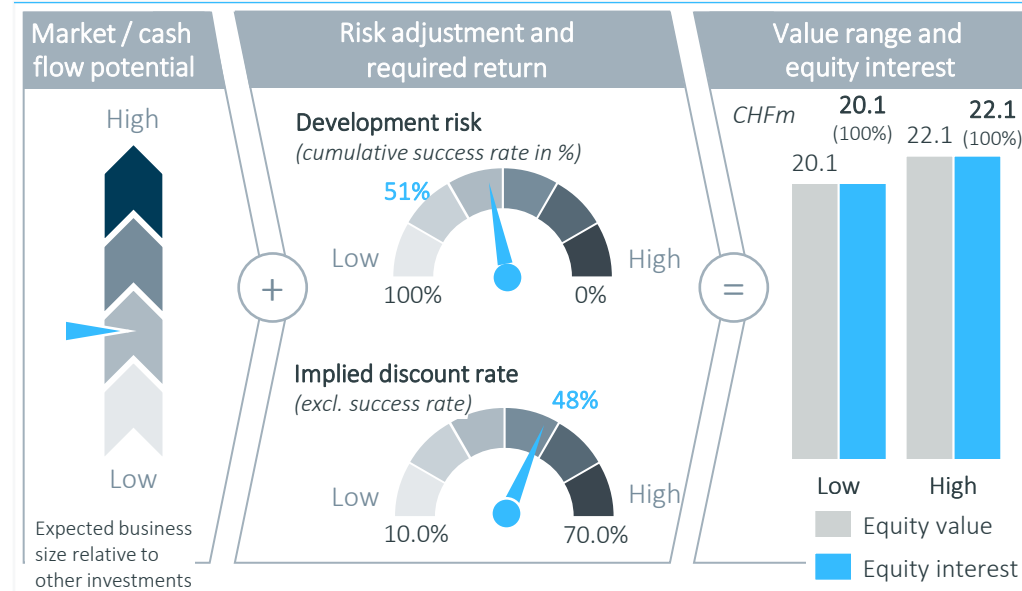 Market / cash
flow potential
High
Low
Expected business
size relative to
other investments
+
Risk adjustment and
required return
Development risk
(cumulative success rate in %)
51%
Low
High
100%
0%
Implied discount rate
(excl. success rate)
48%
Low
High
10.0%
70.0%
=
Value range and
equity interest
CHFm
20.1
(100%)
22.1
(100%)
20.1
22.1
Low
High
Equity value
Equity interest